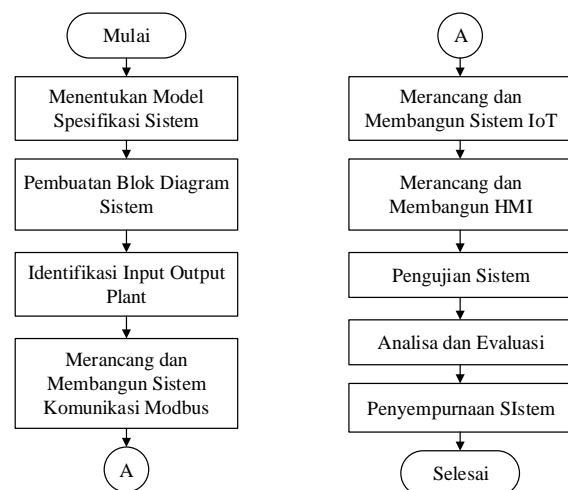 Mulai
Menentukan Model
Spesifikasi Sistem
Pembuatan Blok Diagram
Sistem
Identifikasi Input Output
Plant
Merancang dan
Membangun Sistem
Komunikasi Modbus
A
A
Merancang dan
Membangun Sistem IoT
Merancang dan
Membangun HMI
Pengujian Sistem
Analisa dan Evaluasi
Penyempurnaan SIstem
Selesai